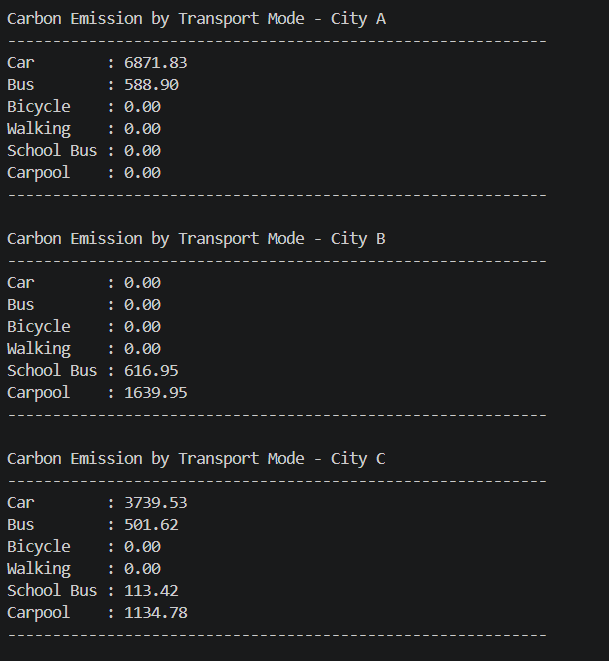 Carbon Emission by Transport Mode - City A
------------------------------------------------------------
Car        : 6871.83
Bus        : 588.90
Bicycle    : 0.00
Walking    : 0.00
School Bus : 0.00
Carpool    : 0.00
------------------------------------------------------------

Carbon Emission by Transport Mode - City B
------------------------------------------------------------
Car        : 0.00
Bus        : 0.00
Bicycle    : 0.00
Walking    : 0.00
School Bus : 616.95
Carpool    : 1639.95
------------------------------------------------------------

Carbon Emission by Transport Mode - City C
------------------------------------------------------------
Car        : 3739.53
Bus        : 501.62
Bicycle    : 0.00
Walking    : 0.00
School Bus : 113.42
Carpool    : 1134.78
------------------------------------------------------------